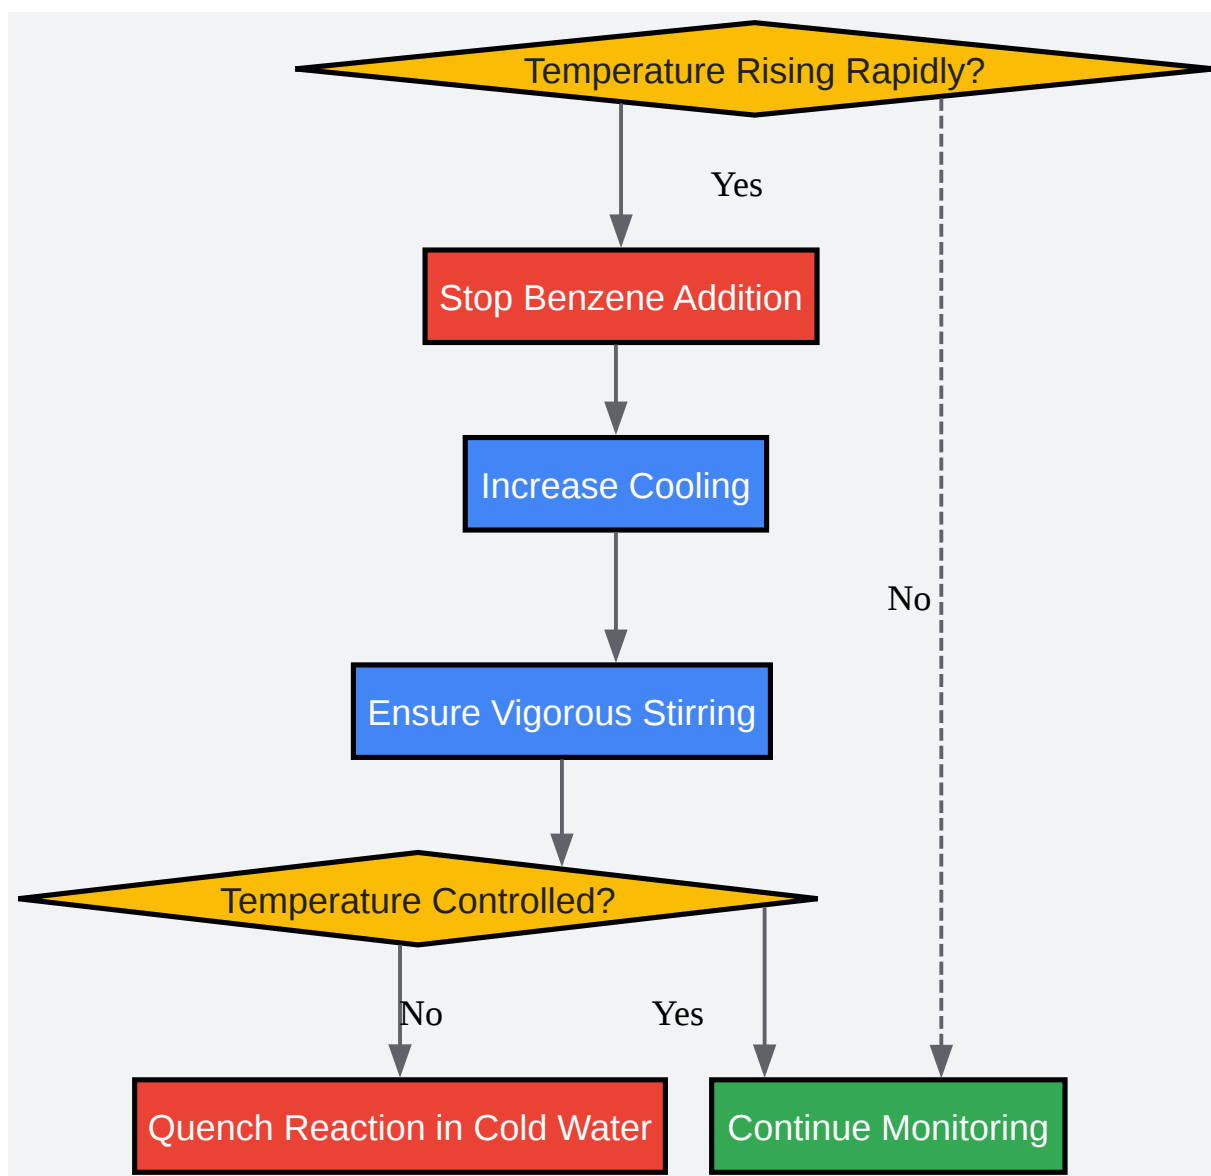 Temperature Rising Rapidly?
Yes
Stop Benzene Addition
Increase Cooling
No
Ensure Vigorous Stirring
Temperature Controlled?
No
Yes
Quench Reaction in Cold Water
Continue Monitoring